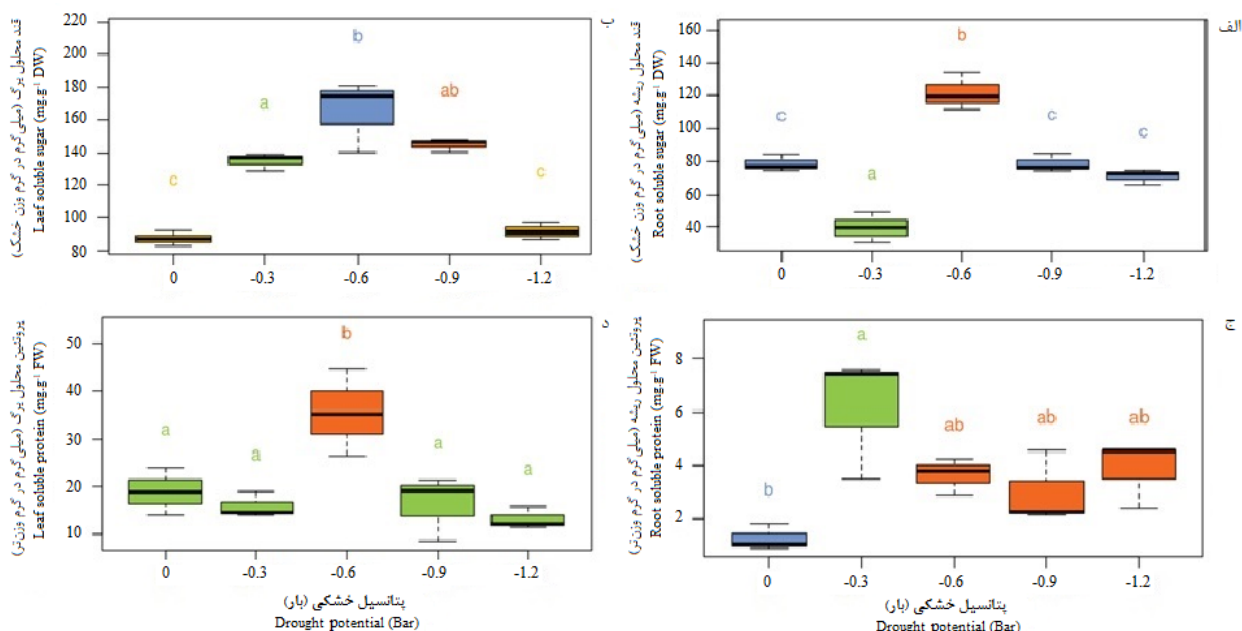 قند محلول برگ (میلی‌گرم در گرم وزن خشک)
Laef soluble sugar (mg.g⁻¹ DW)
220
200
180
160
140
120
100
80
c
a
b
ab
c
0 -0.3 -0.6 -0.9 -1.2
الف
قند محلول ریشه (میلی‌گرم در گرم وزن خشک)
Root soluble sugar (mg.g⁻¹ DW)
160
140
120
100
80
60
40
c
a
b
c
c
0 -0.3 -0.6 -0.9 -1.2
پروتئین محلول برگ (میلی‌گرم در گرم وزن‌تر)
Leaf soluble protein (mg.g⁻¹ FW)
50
40
30
20
10
a
a
b
a
a
0 -0.3 -0.6 -0.9 -1.2
پتانسیل خشکی (بار)
Drought potential (Bar)
پروتئین محلول ریشه (میلی‌گرم در گرم وزن‌تر)
Root soluble protein (mg.g⁻¹ FW)
8
6
4
2
b
a
ab
ab
ab
0 -0.3 -0.6 -0.9 -1.2
پتانسیل خشکی (بار)
Drought potential (Bar)